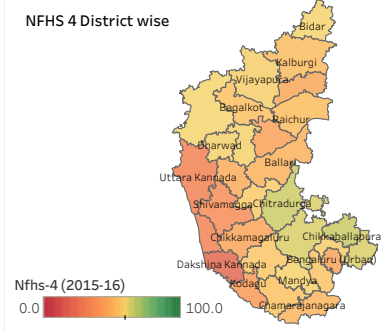 NFHS 4 District wise
Bidar
Kalburgi
Vijayapura
Bagalkot
Raichur
Dharwad
Ballari
Uttara Kannada
Shivamogga
Chitradurga
Chikkaballapura
Chikkamagaluru
Bengaluru (Urban)
Dakshina Kannada
Mandya
Kodagu
Chamarajanagara
Nfhs-4 (2015-16)
0.0
100.0